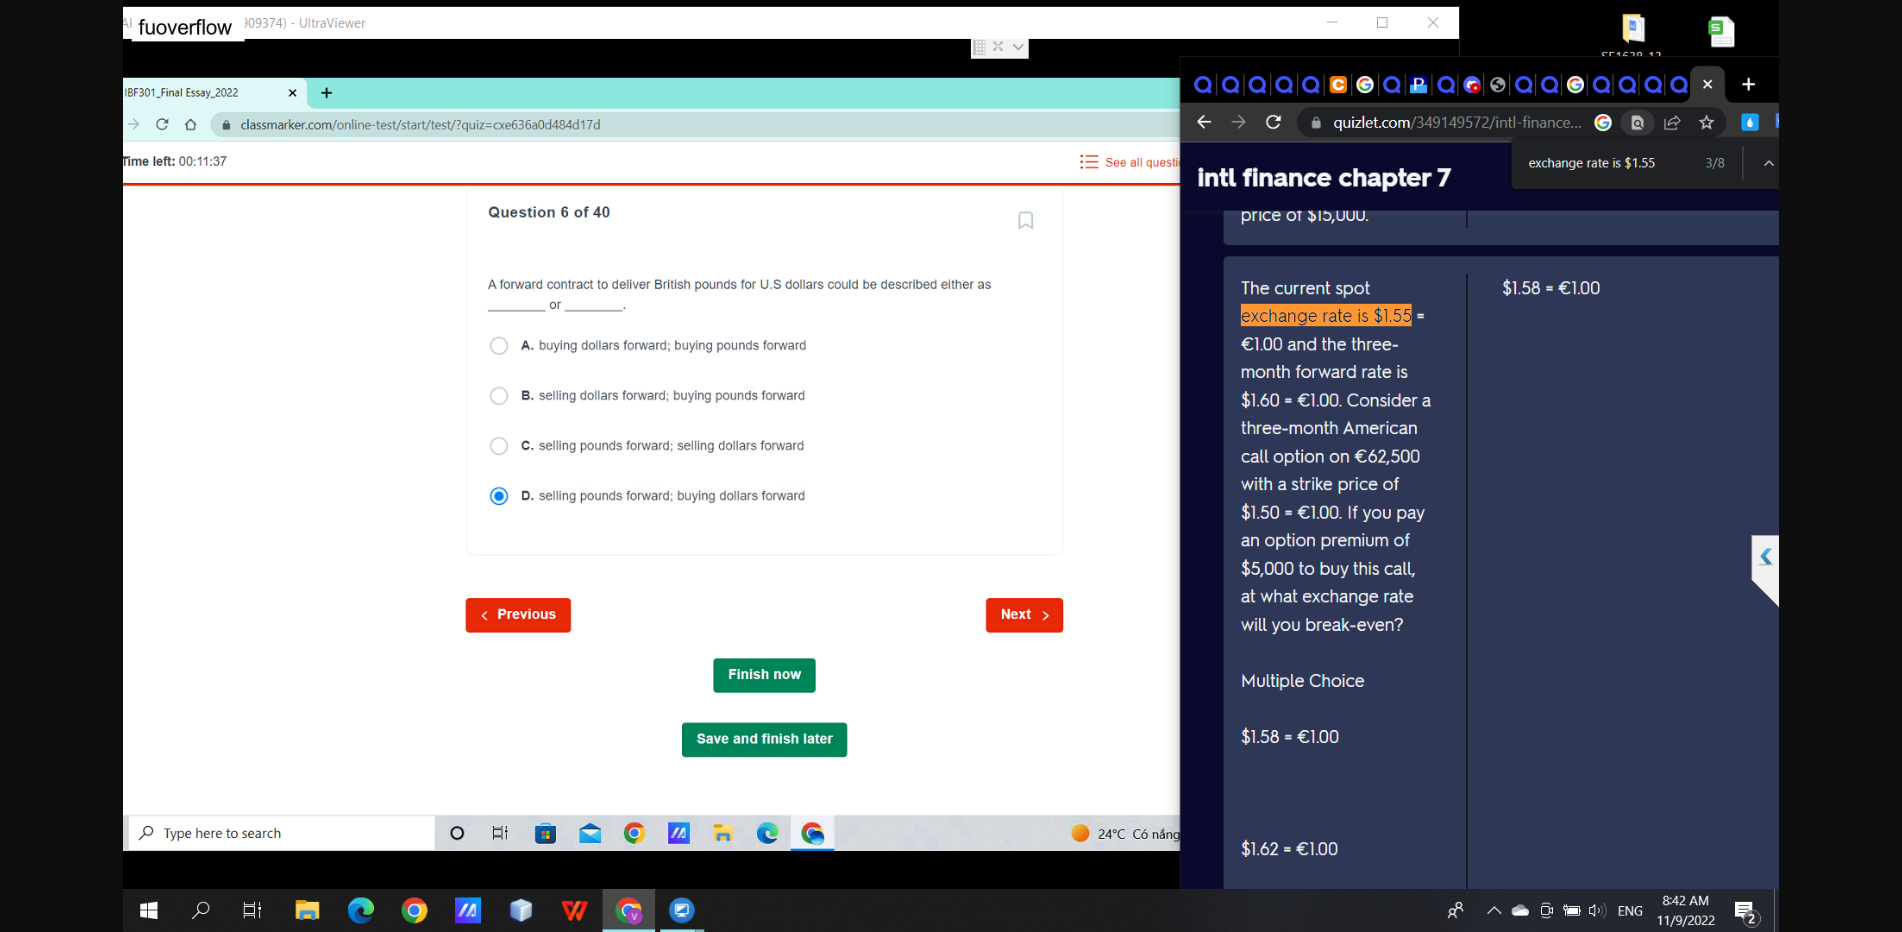 fuoverflow
909374) - UltraViewer
IBF301_Final Essay_2022
classmarker.com/online-test/start/test/?quiz=cxe636a0d484d17d
Time left: 00:11:37
See all questi
Question 6 of 40
A forward contract to deliver British pounds for U.S dollars could be described either as
________ or ________.
A. buying dollars forward; buying pounds forward
B. selling dollars forward; buying pounds forward
C. selling pounds forward; selling dollars forward
D. selling pounds forward; buying dollars forward
Previous
Next
Finish now
Save and finish later
Type here to search
24°C Có nắng
quizlet.com/349149572/intl-finance...
exchange rate is $1.55
3/8
intl finance chapter 7
price of $15,000.
The current spot
exchange rate is $1.55 =
€1.00 and the three-
month forward rate is
$1.60 = €1.00. Consider a
three-month American
call option on €62,500
with a strike price of
$1.50 = €1.00. If you pay
an option premium of
$5,000 to buy this call,
at what exchange rate
will you break-even?
Multiple Choice
$1.58 = €1.00
$1.62 = €1.00
$1.58 = €1.00
ENG
8:42 AM
11/9/2022
2